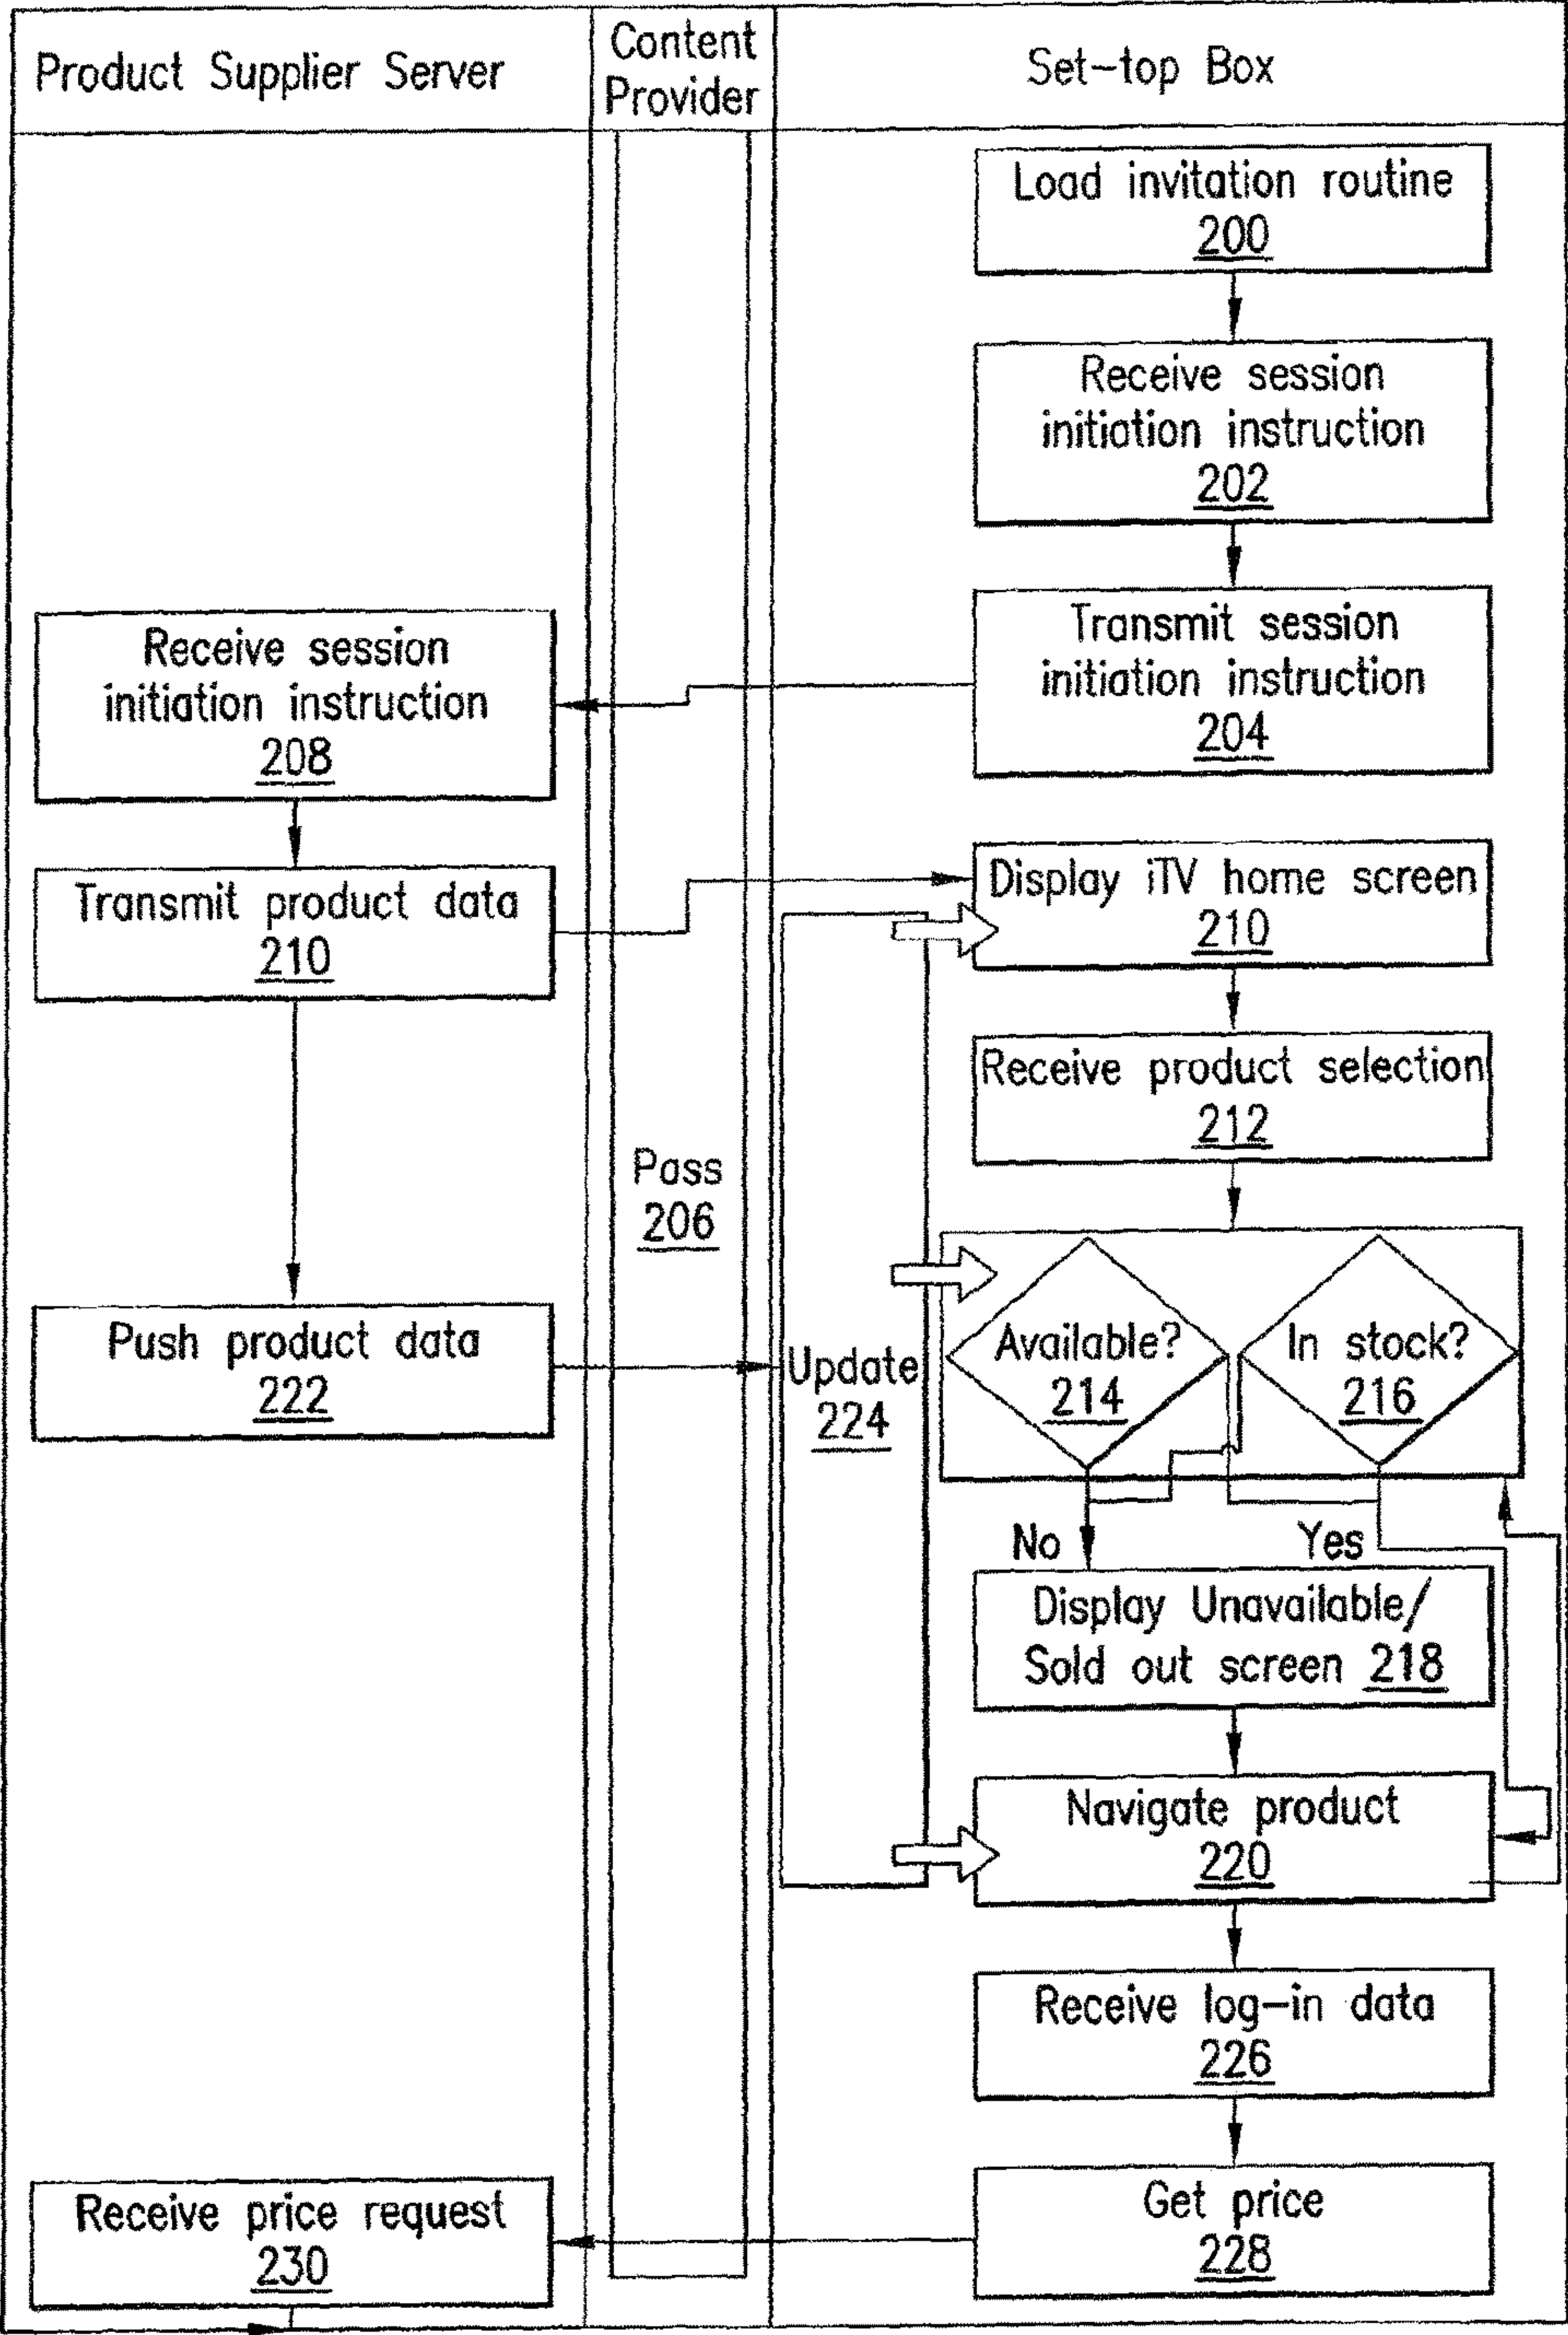 Product Supplier Server
Content
Provider
Set-top Box
Load invitation routine
200
Receive session
initiation instruction
202
Transmit session
initiation instruction
204
Receive session
initiation instruction
208
Transmit product data
210
Display iTV home screen
210
Receive product selection
212
Pass
206
Push product data
222
Update
224
Available?
214
In stock?
216
No
Yes
Display Unavailable/
Sold out screen 218
Navigate product
220
Receive log-in data
226
Get price
228
Receive price request
230